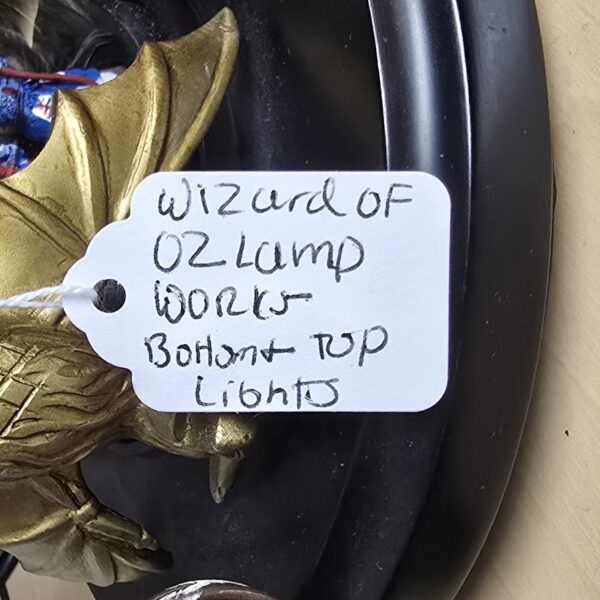 Wizard OF
OZ Lamp
WORKS
Bottom + TOP
Lights